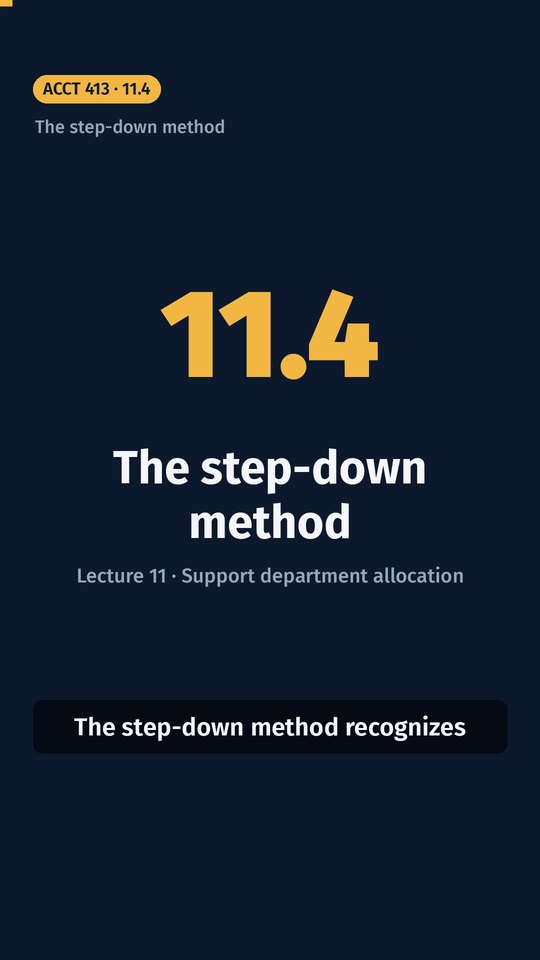 ACCT 413 · 11.4
The step-down method
11.4
The step-down
method
Lecture 11 · Support department allocation
The step-down method recognizes